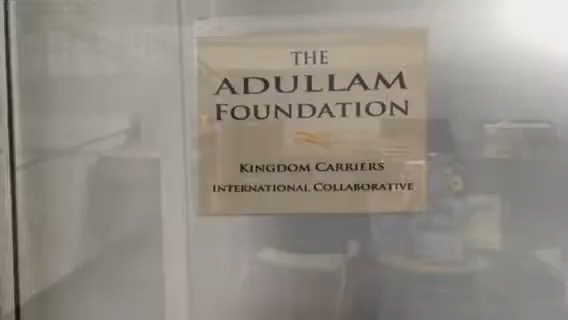 THE
ADULLAM
FOUNDATION
KINGDOM CARRIERS
INTERNATIONAL COLLABORATIVE